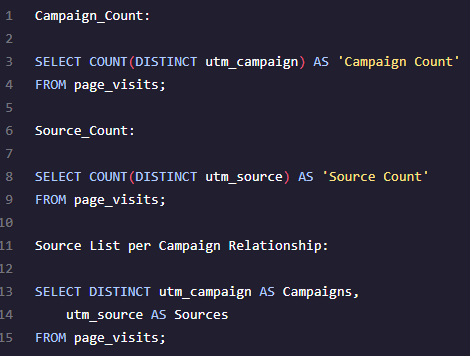 1 Campaign_Count:
2
3 SELECT COUNT(DISTINCT utm_campaign) AS 'Campaign Count'
4 FROM page_visits;
5
6 Source_Count:
7
8 SELECT COUNT(DISTINCT utm_source) AS 'Source Count'
9 FROM page_visits;
10
11 Source List per Campaign Relationship:
12
13 SELECT DISTINCT utm_campaign AS Campaigns,
14     utm_source AS Sources
15 FROM page_visits;